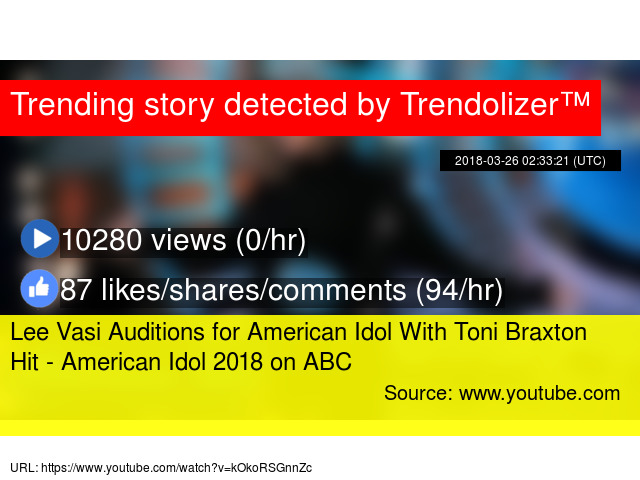 Trending story detected by Trendolizer™
2018-03-26 02:33:21 (UTC)
10280 views (0/hr)
87 likes/shares/comments (94/hr)
Lee Vasi Auditions for American Idol With Toni Braxton
Hit - American Idol 2018 on ABC
Source: www.youtube.com
URL: https://www.youtube.com/watch?v=kOkoRSGnnZc